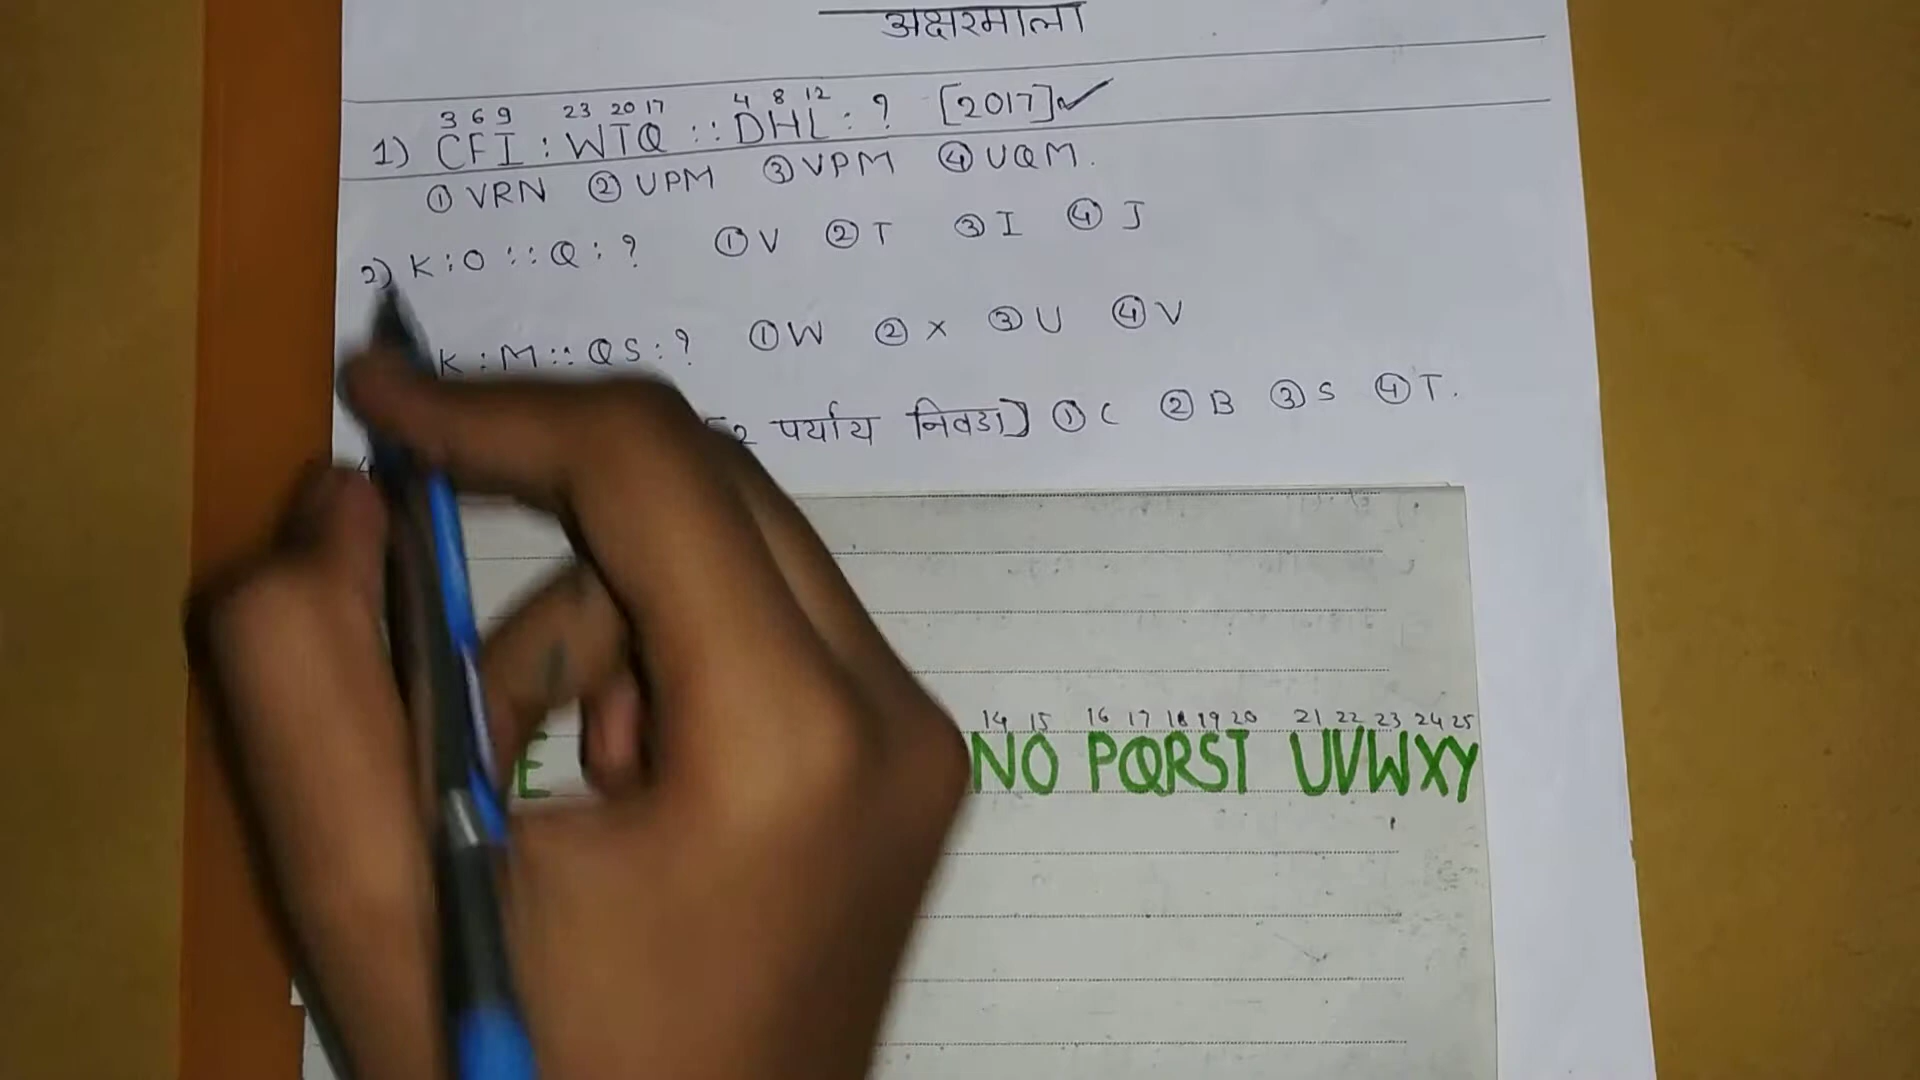 अक्षरमाला
3 6 9 23 20 17 4 8 12
1) CFI : WTQ :: DHL : ? [2017]✓
① VRN ② UPM ③ VPM ④ UQM.
2) K : O :: Q : ? ① V ② T ③ I ④ J
K : M :: QS : ? ① W ② X ③ U ④ V
2 पर्याय निवडा] ① C ② B ③ S ④ T.
4
14 15 16 17 18 19 20 21 22 23 24 25
E NO PQRST UVWXY